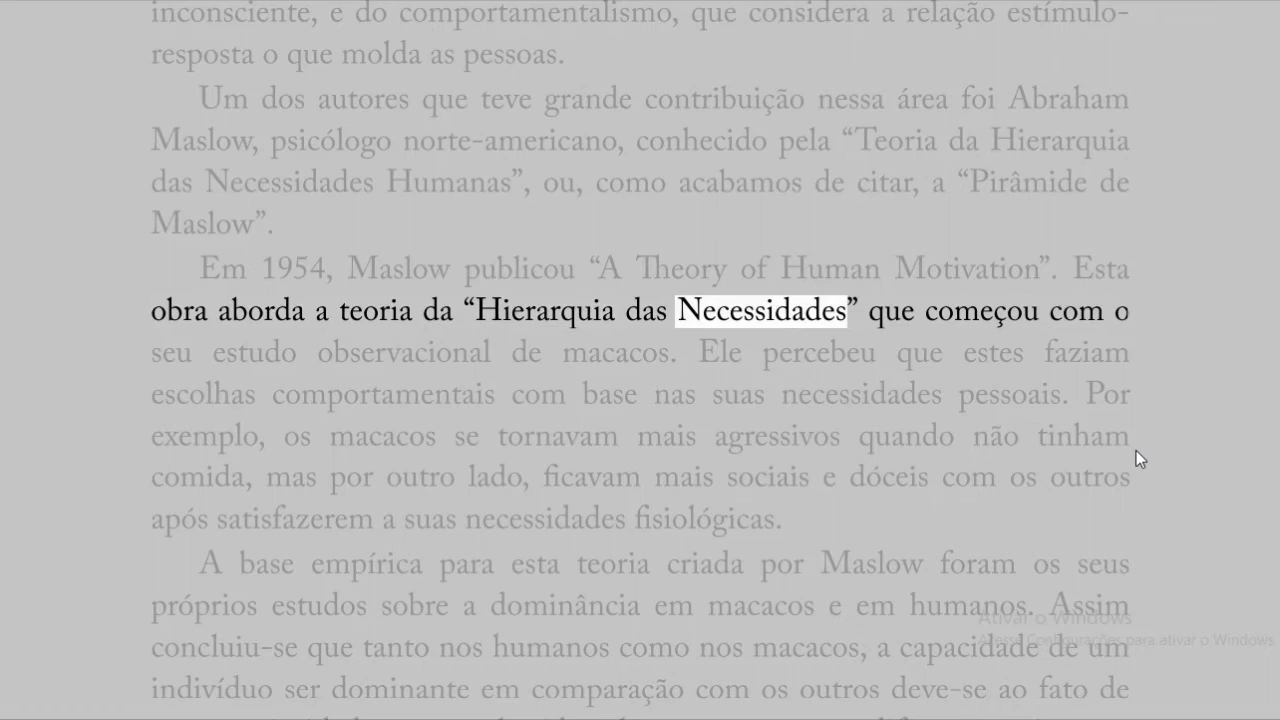 inconsciente, e do comportamentalismo, que considera a relação estímulo-
resposta o que molda as pessoas.
Um dos autores que teve grande contribuição nessa área foi Abraham
Maslow, psicólogo norte-americano, conhecido pela “Teoria da Hierarquia
das Necessidades Humanas”, ou, como acabamos de citar, a “Pirâmide de
Maslow”.
Em 1954, Maslow publicou “A Theory of Human Motivation”. Esta
obra aborda a teoria da “Hierarquia das Necessidades” que começou com o
seu estudo observacional de macacos. Ele percebeu que estes faziam
escolhas comportamentais com base nas suas necessidades pessoais. Por
exemplo, os macacos se tornavam mais agressivos quando não tinham
comida, mas por outro lado, ficavam mais sociais e dóceis com os outros
após satisfazerem a suas necessidades fisiológicas.
A base empírica para esta teoria criada por Maslow foram os seus
próprios estudos sobre a dominância em macacos e em humanos. Assim
Ativar o Windows
concluiu-se que tanto nos humanos como nos macacos, a capacidade de um
Acesse Configurações para ativar o Windows.
indivíduo ser dominante em comparação com os outros deve-se ao fato de